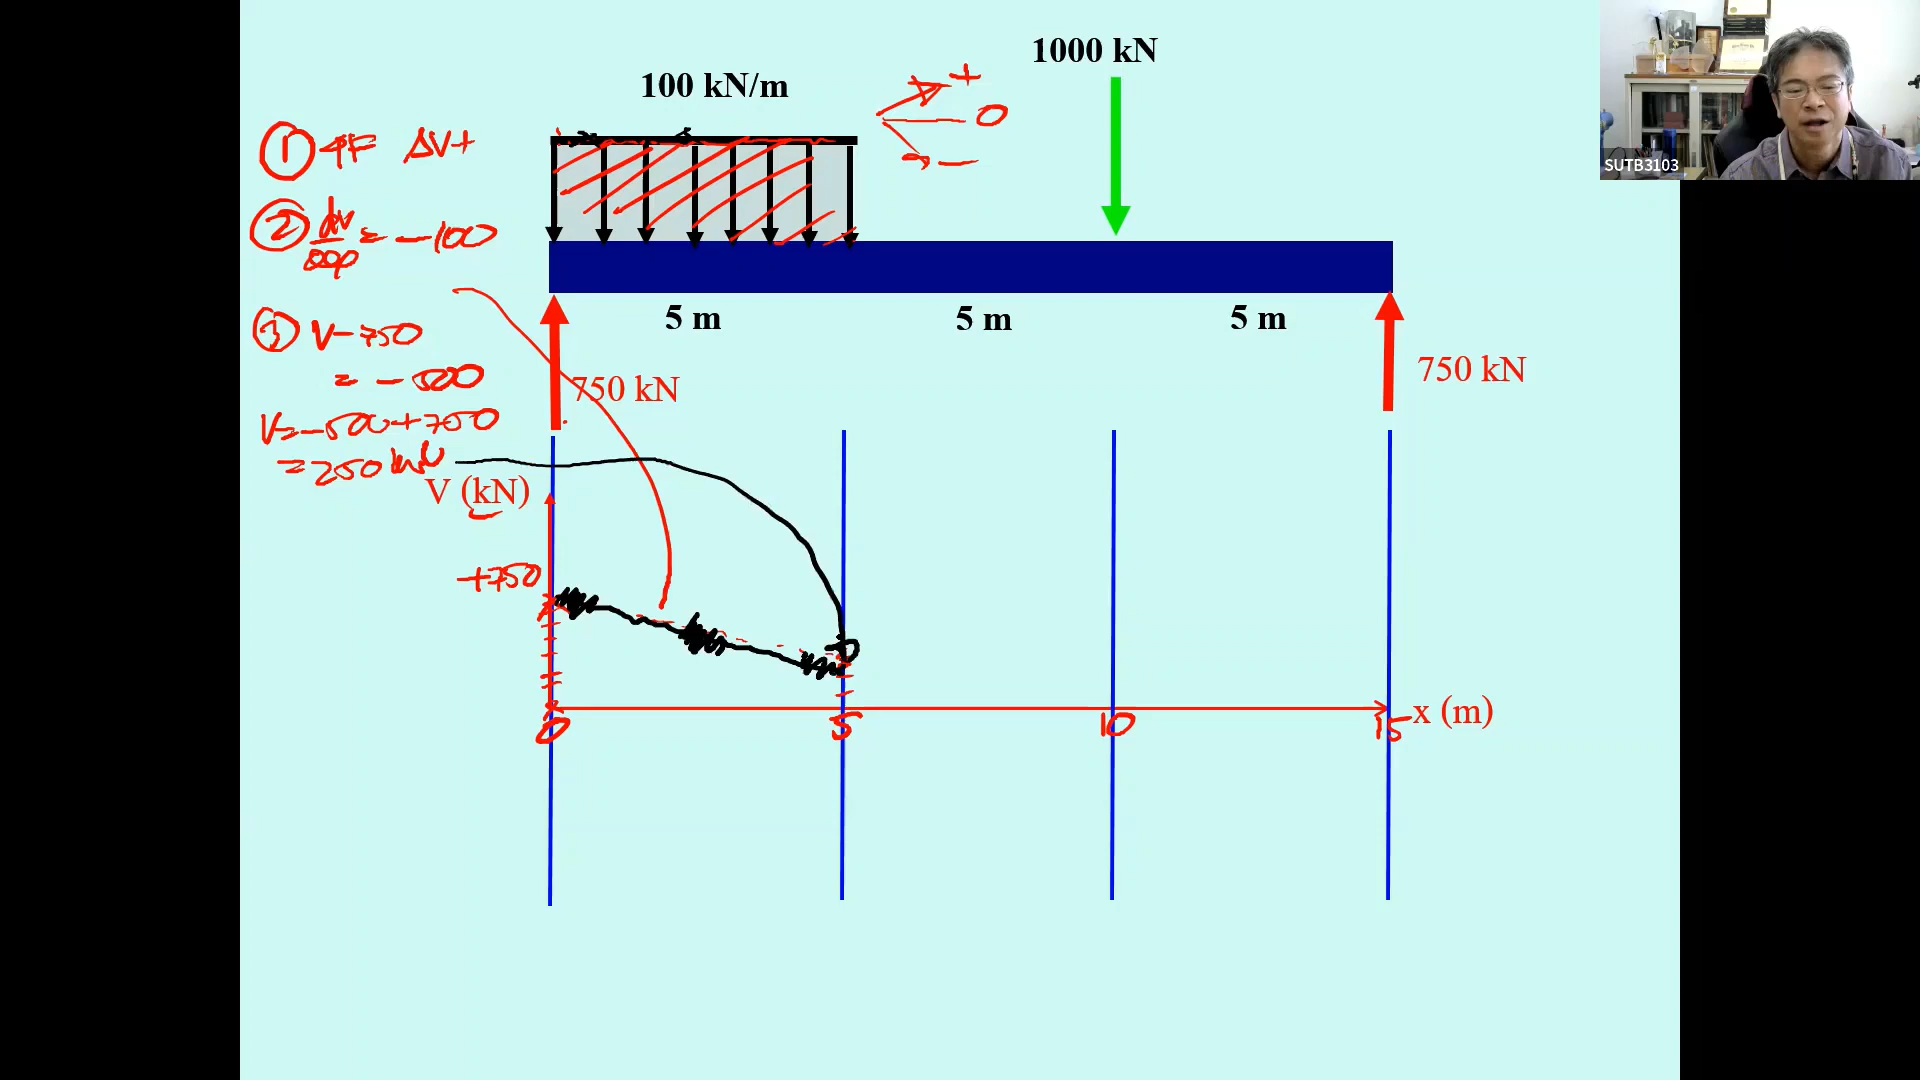 1000 kN
100 kN/m
+
0
-
① ↑F ΔV+
② dV
= -100
③ V-750
= -500
V=-500+750
=250 kN
5 m 5 m 5 m
750 kN
750 kN
V (kN)
+750
0 5 10 15 x (m)
SUTB3103